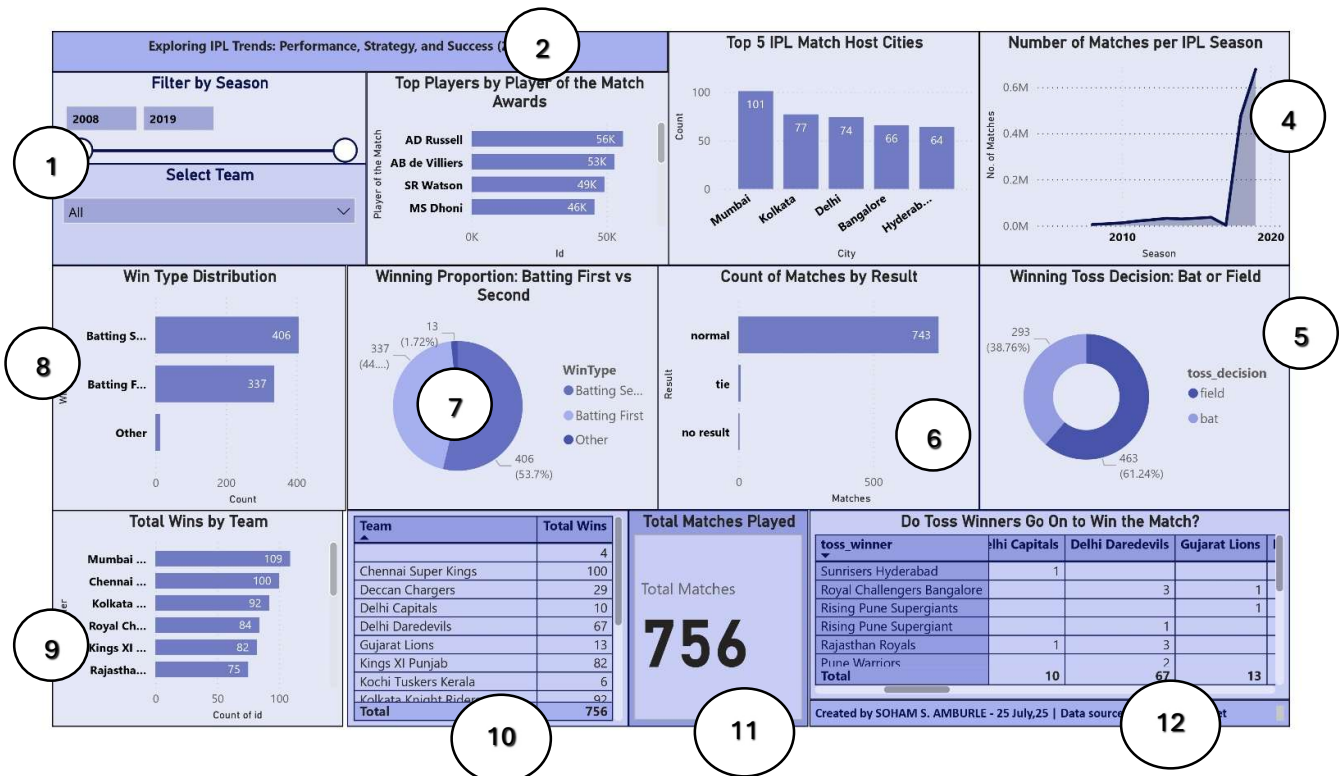 Exploring IPL Trends: Performance, Strategy, and Success (2
2
Filter by Season
2008
2019
1
Select Team
All
Top Players by Player of the Match
Awards
Player of the Match
AD Russell
56K
AB de Villiers
53K
SR Watson
49K
MS Dhoni
46K
0K
50K
Id
Top 5 IPL Match Host Cities
Count
100
50
0
101
77
74
66
64
Mumbai
Kolkata
Delhi
Bangalore
Hyderab...
City
Number of Matches per IPL Season
No. of Matches
0.6M
0.4M
0.2M
0.0M
2010
2020
Season
4
Win Type Distribution
Batting S...
406
Batting F...
337
Other
0
200
400
Count
8
Winning Proportion: Batting First vs
Second
13
(1.72%)
337
(44....)
406
(53.7%)
7
WinType
Batting Se...
Batting First
Other
Count of Matches by Result
Result
normal
743
tie
no result
0
500
Matches
6
Winning Toss Decision: Bat or Field
293
(38.76%)
463
(61.24%)
toss_decision
field
bat
5
Total Wins by Team
Mumbai ...
109
Chennai ...
100
Kolkata ...
92
Royal Ch...
84
Kings XI ...
82
Rajastha...
75
0
50
100
Count of id
9
Team Total Wins
4
Chennai Super Kings 100
Deccan Chargers 29
Delhi Capitals 10
Delhi Daredevils 67
Gujarat Lions 13
Kings XI Punjab 82
Kochi Tuskers Kerala 6
Kolkata Knight Riders 92
Total 756
10
Total Matches Played
Total Matches
756
11
Do Toss Winners Go On to Win the Match?
toss_winner elhi Capitals Delhi Daredevils Gujarat Lions
Sunrisers Hyderabad 1
Royal Challengers Bangalore 3 1
Rising Pune Supergiants 1
Rising Pune Supergiant 1
Rajasthan Royals 1 3
Pune Warriors 2
Total 10 67 13
Created by SOHAM S. AMBURLE - 25 July,25 | Data source
12